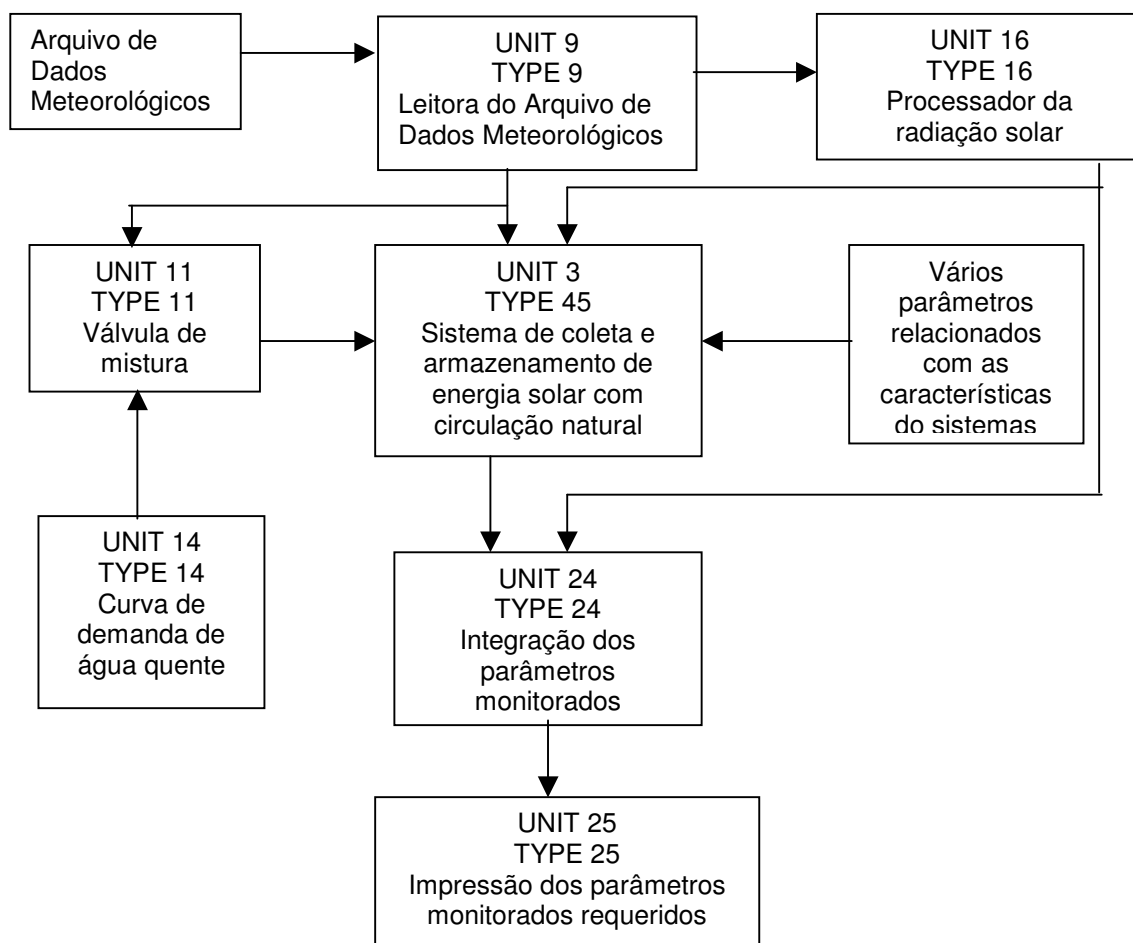 Arquivo de
Dados
Meteorológicos
UNIT 9
TYPE 9
Leitora do Arquivo de
Dados Meteorológicos
UNIT 16
TYPE 16
Processador da
radiação solar
UNIT 11
TYPE 11
Válvula de
mistura
UNIT 3
TYPE 45
Sistema de coleta e
armazenamento de
energia solar com
circulação natural
Vários
parâmetros
relacionados
com as
características
do sistemas
UNIT 14
TYPE 14
Curva de
demanda de
água quente
UNIT 24
TYPE 24
Integração dos
parâmetros
monitorados
UNIT 25
TYPE 25
Impressão dos parâmetros
monitorados requeridos